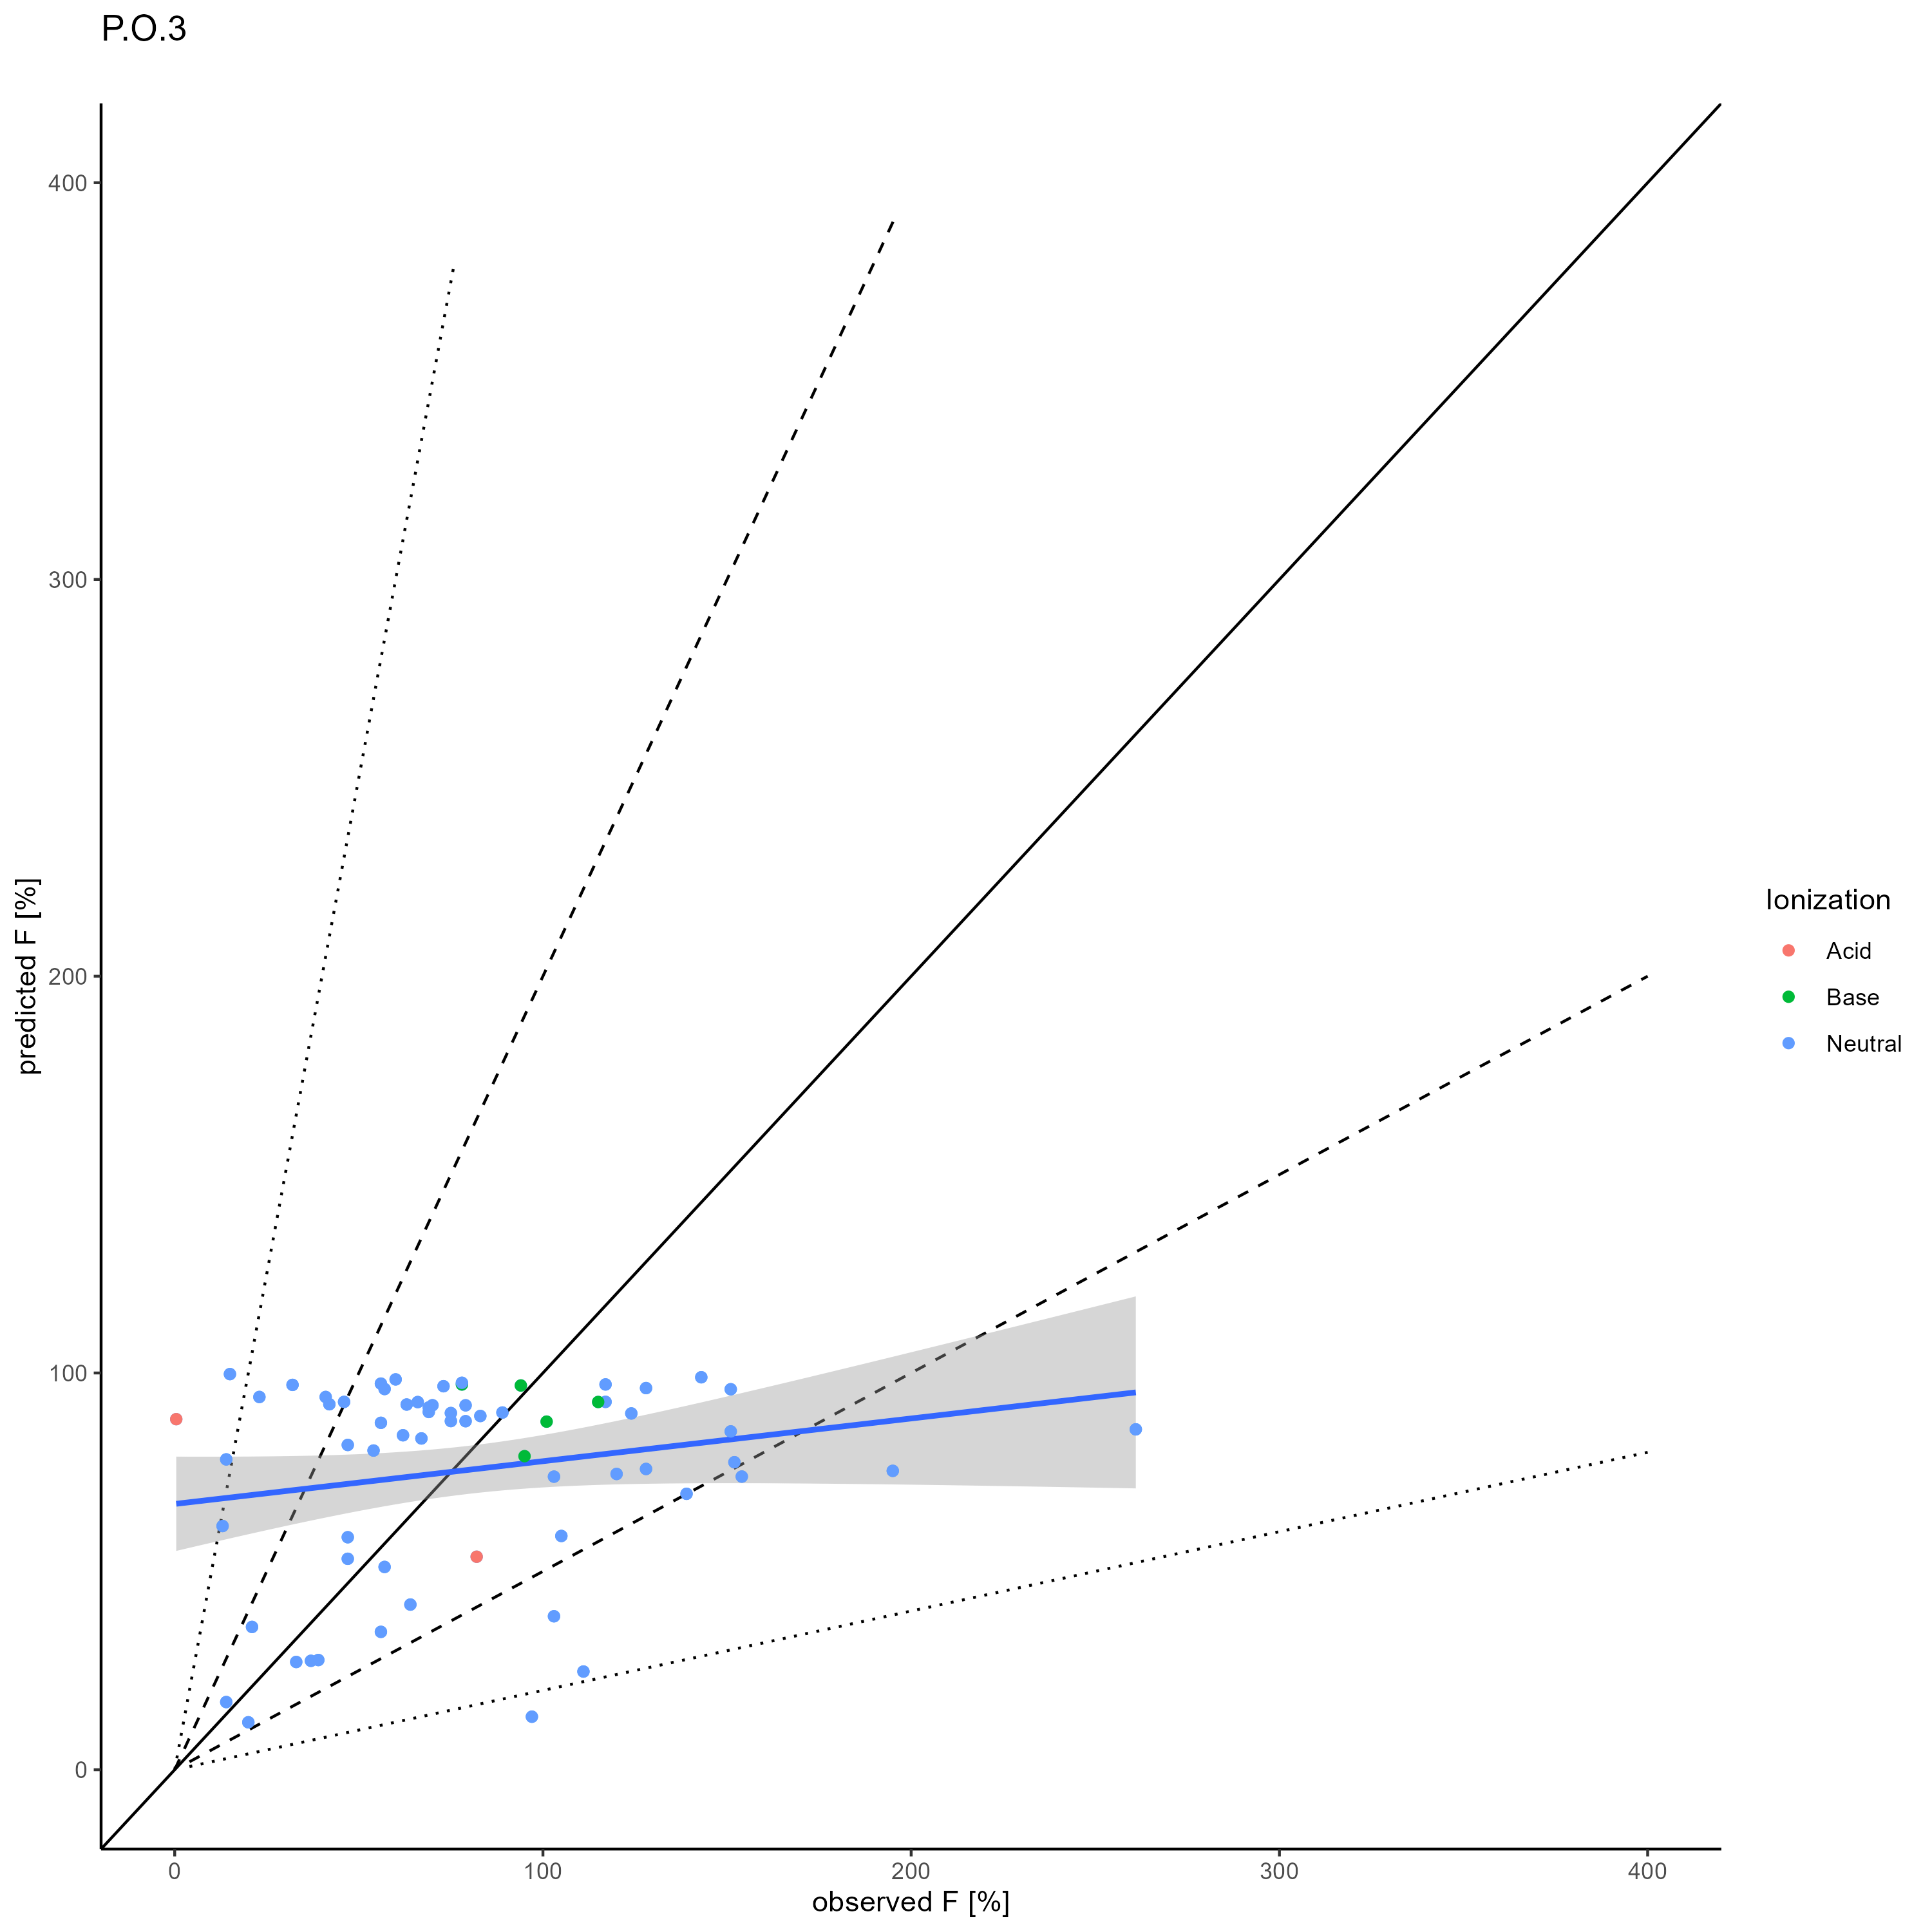 P.O.3
400
300
200
100
0
predicted F [%]
0
100
200
300
400
observed F [%]
Ionization
Acid
Base
Neutral